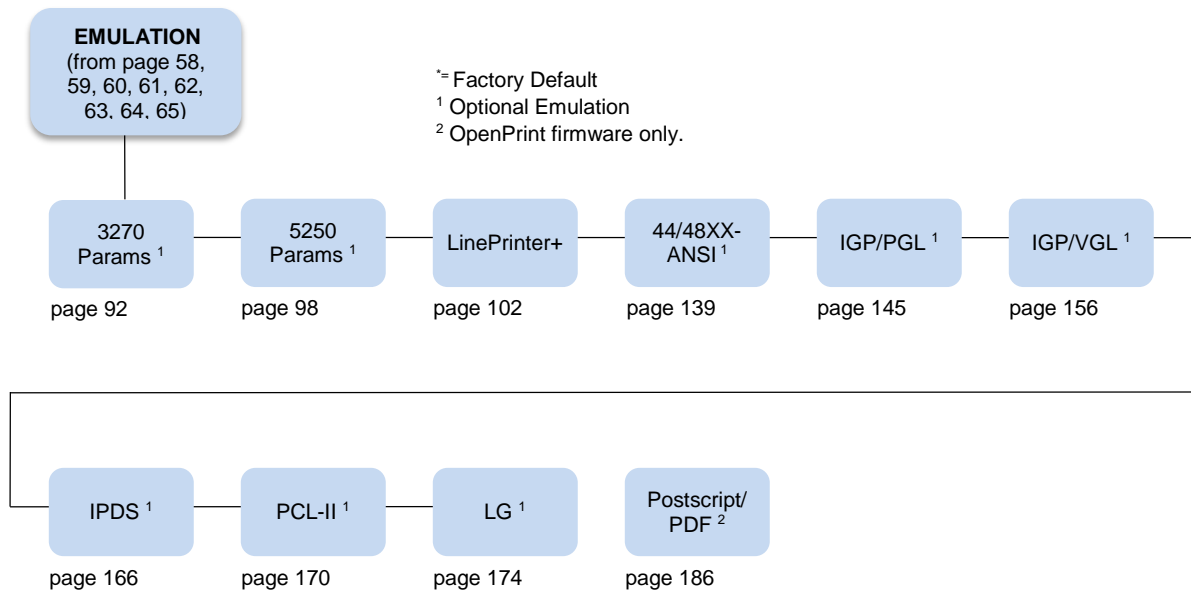 EMULATION
(from page 58,
59, 60, 61, 62,
63, 64, 65)
*= Factory Default
1 Optional Emulation
2 OpenPrint firmware only.
3270
Params 1
5250
Params 1
LinePrinter+
44/48XX-
ANSI 1
IGP/PGL 1
IGP/VGL 1
page 92
page 98
page 102
page 139
page 145
page 156
IPDS 1
PCL-II 1
LG 1
Postscript/
PDF 2
page 166
page 170
page 174
page 186